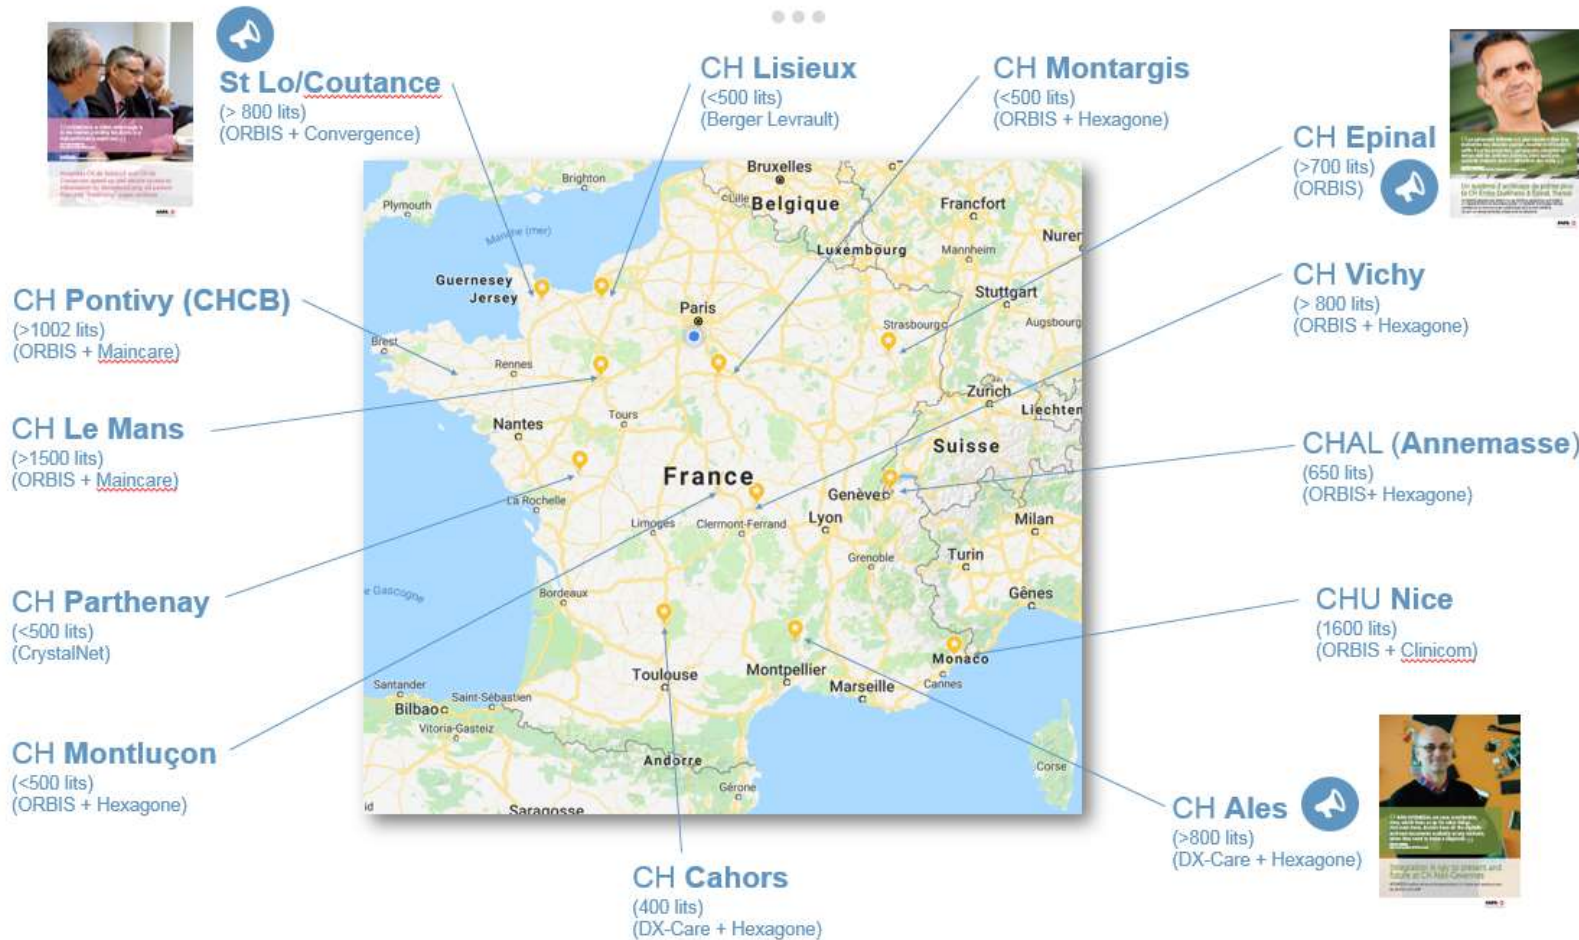 St Lo/Coutance
(> 800 lits)
(ORBIS + Convergence)
CH Lisieux
(<500 lits)
(Berger Levrault)
CH Montargis
(<500 lits)
(ORBIS + Hexagone)
CH Epinal
(>700 lits)
(ORBIS)
CH Pontivy (CHCB)
(>1002 lits)
(ORBIS + Maincare)
CH Vichy
(> 800 lits)
(ORBIS + Hexagone)
CH Le Mans
(>1500 lits)
(ORBIS + Maincare)
CHAL (Annemasse)
(650 lits)
(ORBIS+ Hexagone)
CH Parthenay
(<500 lits)
(CrystalNet)
CHU Nice
(1600 lits)
(ORBIS + Clinicom)
CH Montluçon
(<500 lits)
(ORBIS + Hexagone)
CH Ales
(>800 lits)
(DX-Care + Hexagone)
CH Cahors
(400 lits)
(DX-Care + Hexagone)
Bruxelles
Brighton
Plymouth
Lille
Belgique
Francfort
Manche (mer)
Luxembourg
Mannheim
Nurer
Guernesey
Jersey
Stuttgart
Paris
Strasbourg
Augsbourg
Brest
Rennes
Zurich
Liechten
Tours
Nantes
Suisse
France
La Rochelle
Genève
Limoges
Clermont-Ferrand
Lyon
Milan
Grenoble
Turin
Bordeaux
e Gascogne
Gênes
Monaco
Toulouse
Montpellier
Marseille
Cannes
Santander
Saint-Sébastien
Bilbao
Vitoria-Gasteiz
Andorre
Corse
Gérone
id
Saragosse